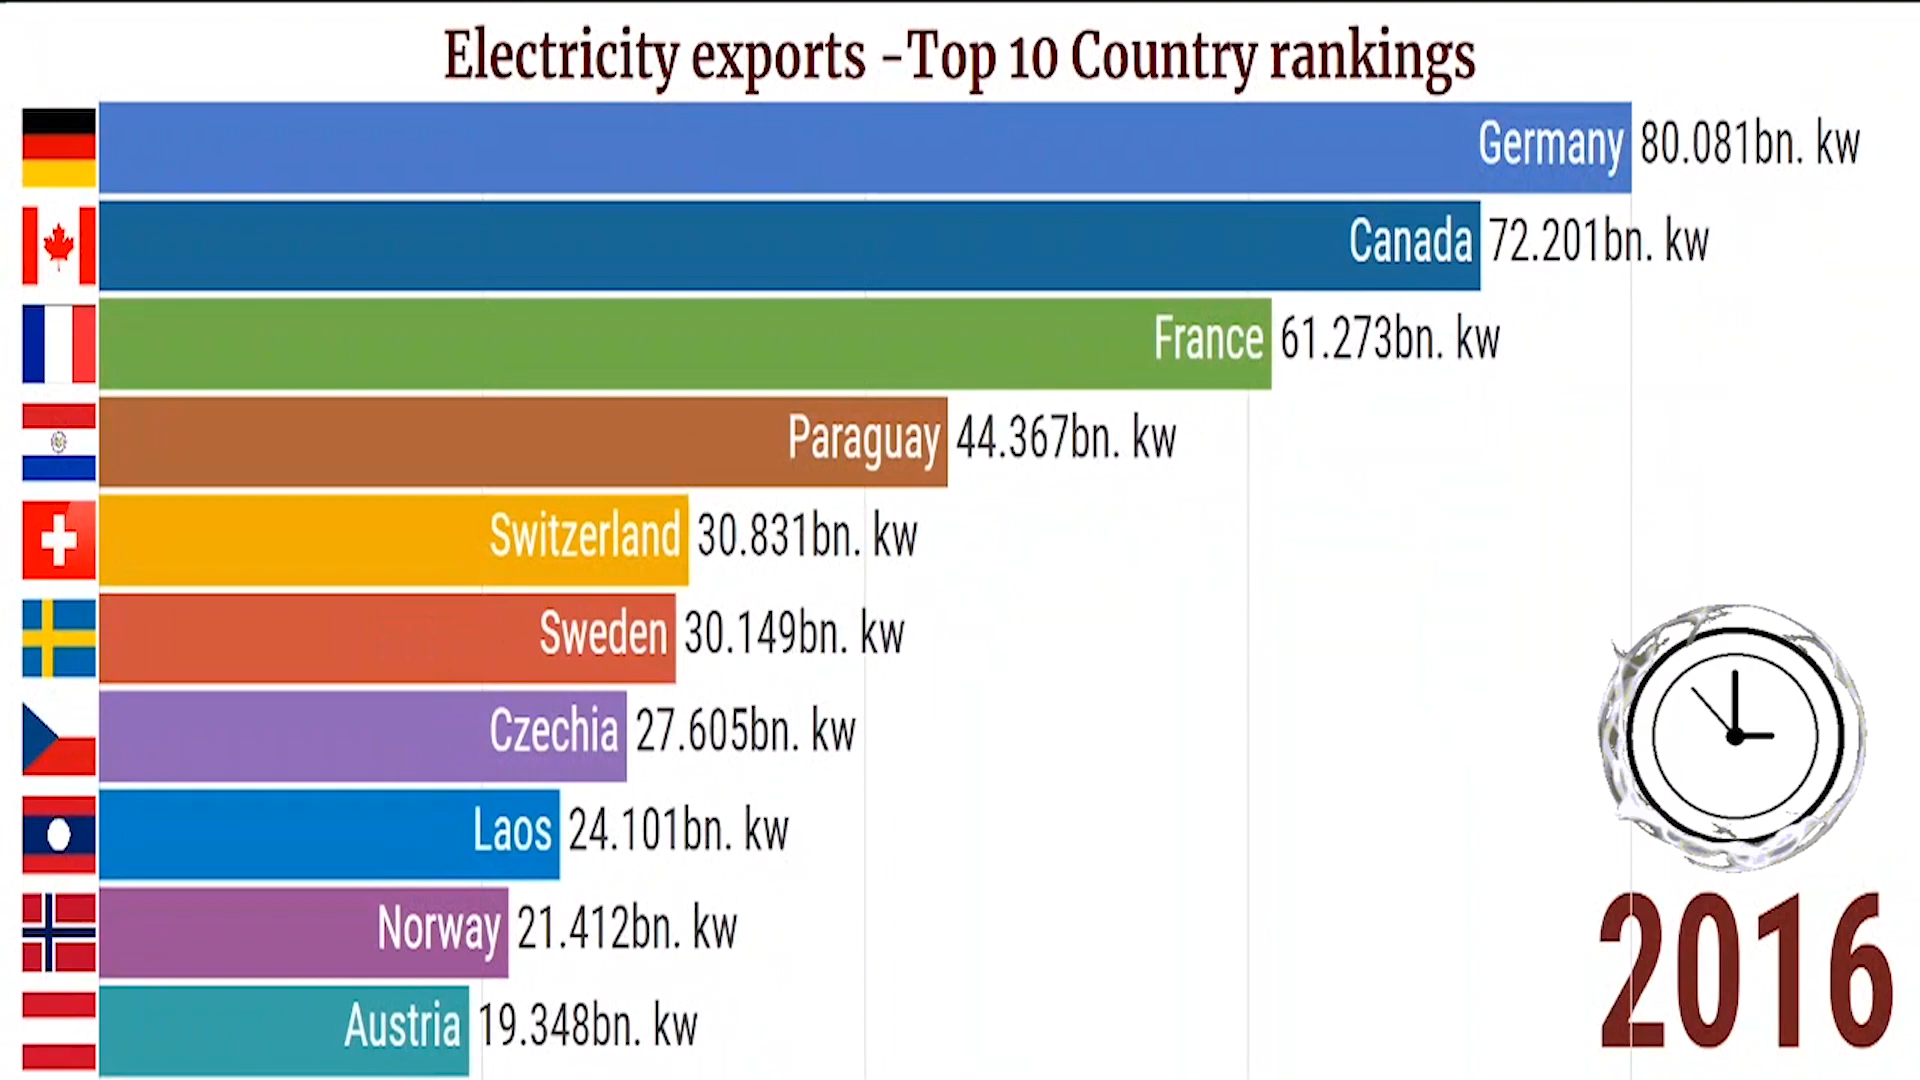 Electricity exports -Top 10 Country rankings
Germany 80.081bn. kw
Canada 72.201bn. kw
France 61.273bn. kw
Paraguay 44.367bn. kw
Switzerland 30.831bn. kw
Sweden 30.149bn. kw
Czechia 27.605bn. kw
Laos 24.101bn. kw
Norway 21.412bn. kw
Austria 19.348bn. kw
2016